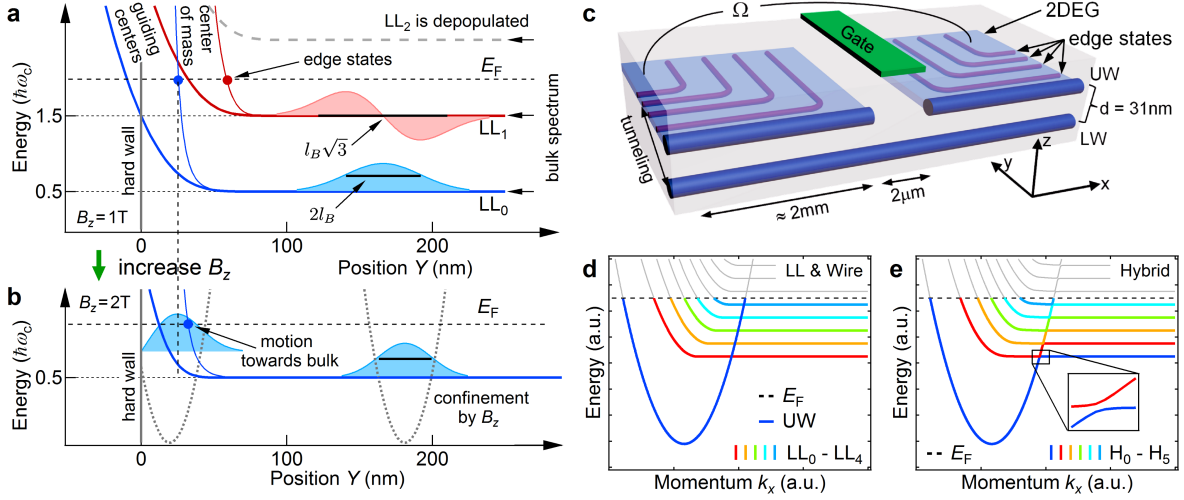 a
Energy (ħωc)
1.5
0.5
guiding
centers
center
of mass
LL2 is depopulated
EF
edge states
LL1
lB√3
2lB
LL0
hard wall
bulk spectrum
Bz=1T
0
100
200
Position Y (nm)
increase Bz
b
Energy (ħωc)
0.5
Bz=2T
EF
motion
towards bulk
hard wall
confinement
by Bz
0
100
200
Position Y (nm)
c
Ω
2DEG
Gate
edge states
UW
d = 31nm
LW
tunneling
≈ 2mm
2μm
z
y
x
d
LL & Wire
Energy (a.u.)
EF
UW
LL0 - LL4
Momentum kx (a.u.)
e
Hybrid
Energy (a.u.)
EF
H0 - H5
Momentum kx (a.u.)